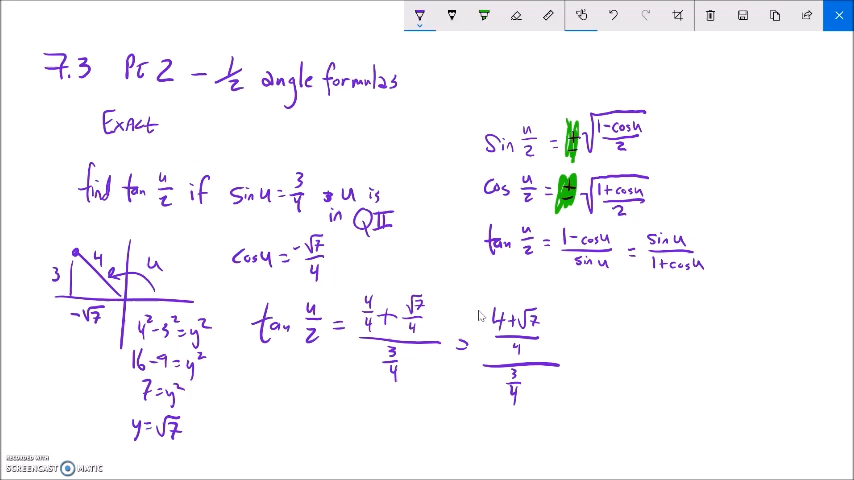 7.3 Pt 2 - 1/2 angle formulas
Exact
find tan u/2 if sin u = 3/4 , u is
in QII
cos u = -√7/4
3
4
u
-√7
4² - 3² = y²
16 - 9 = y²
7 = y²
y = √7
tan u/2 = (4/4 + √7/4)/(3/4) = ((4+√7)/4)/(3/4)
sin u/2 = ± √((1-cos u)/2)
cos u/2 = ± √((1+cos u)/2)
tan u/2 = (1-cos u)/(sin u) = (sin u)/(1+cos u)
RECORDED WITH
SCREENCAST MATIC